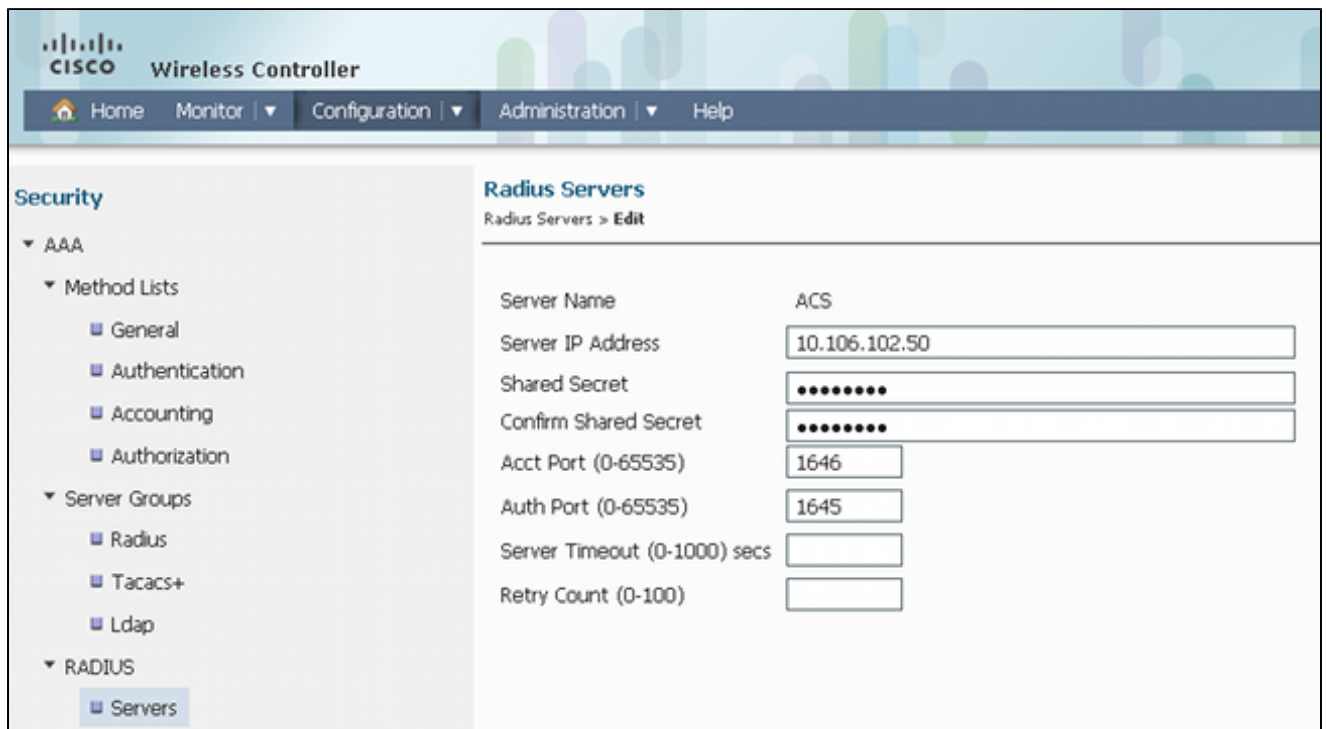 CISCO Wireless Controller
Home Monitor Configuration Administration Help
Security
AAA
Method Lists
General
Authentication
Accounting
Authorization
Server Groups
Radius
Tacacs+
Ldap
RADIUS
Servers
Radius Servers
Radius Servers > Edit
Server Name ACS
Server IP Address 10.106.102.50
Shared Secret ••••••••
Confirm Shared Secret ••••••••
Acct Port (0-65535) 1646
Auth Port (0-65535) 1645
Server Timeout (0-1000) secs
Retry Count (0-100)